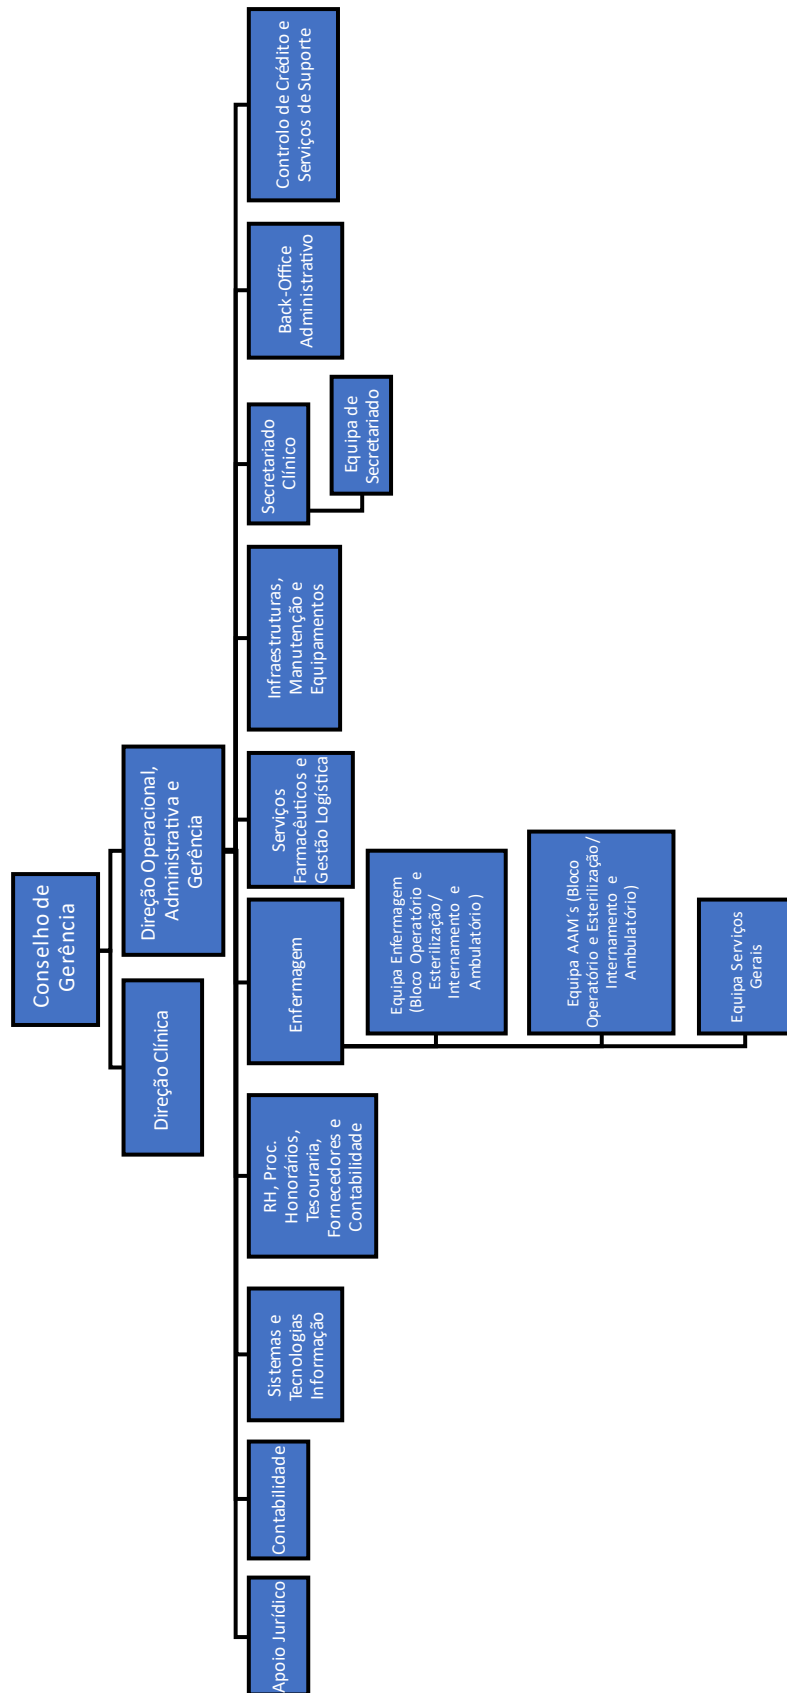 Conselho de
Gerência
Direção Clínica
Direção Operacional,
Administrativa e
Gerência
Apoio Jurídico
Contabilidade
Sistemas e
Tecnologias
Informação
RH, Proc.
Honorários,
Tesouraria,
Fornecedores e
Contabilidade
Enfermagem
Equipa Enfermagem
(Bloco Operatório e
Esterilização/
Internamento e
Ambulatório)
Equipa AAM´s (Bloco
Operatório e Esterilização/
Internamento e
Ambulatório)
Equipa Serviços
Gerais
Serviços
Farmacêuticos e
Gestão Logística
Infraestruturas,
Manutenção e
Equipamentos
Secretariado
Clínico
Equipa de
Secretariado
Back-Office
Administrativo
Controlo de Crédito e
Serviços de Suporte